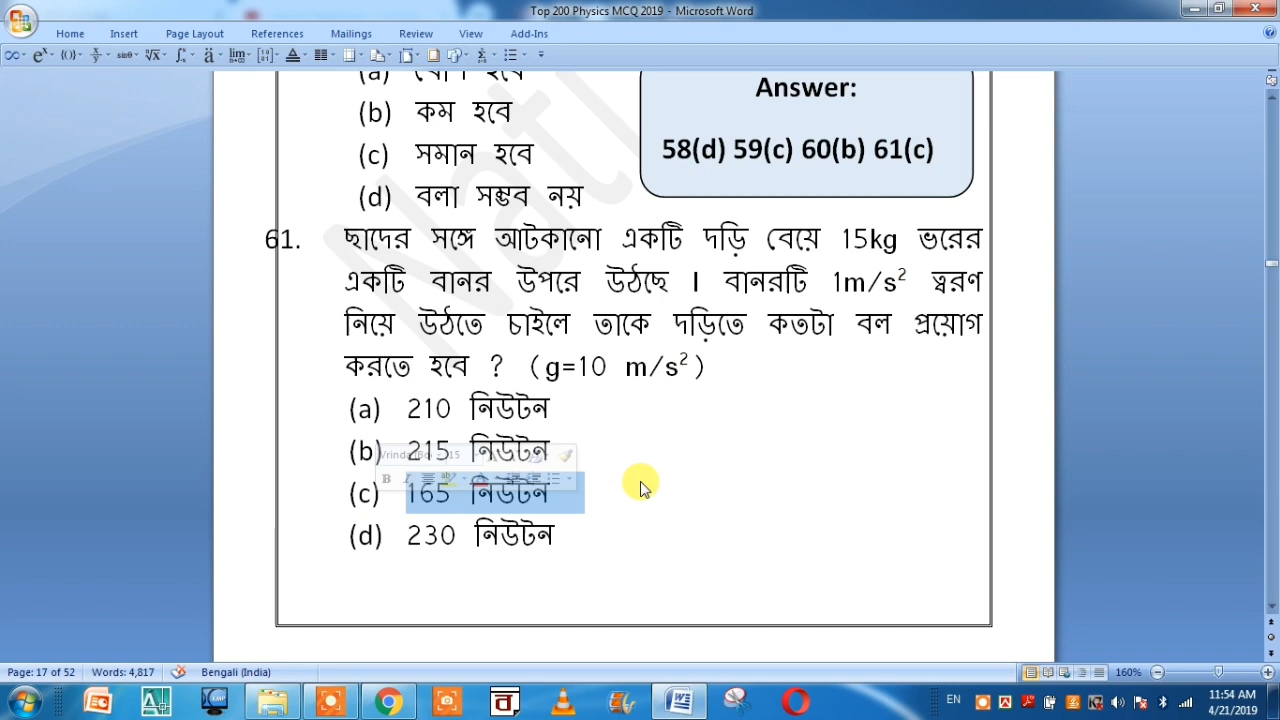 Top 200 Physics MCQ 2019 - Microsoft Word
Home Insert Page Layout References Mailings Review View Add-Ins
(a) বেশি হবে
(b) কম হবে
(c) সমান হবে
(d) বলা সম্ভব নয়
Answer:
58(d) 59(c) 60(b) 61(c)
61. ছাদের সঙ্গে আটকানো একটি দড়ি বেয়ে 15kg ভরের
একটি বানর উপরে উঠছে । বানরটি 1m/s² ত্বরণ
নিয়ে উঠতে চাইলে তাকে দড়িতে কতটা বল প্রয়োগ
করতে হবে ? (g=10 m/s²)
(a) 210 নিউটন
(b) 215 নিউটন
(c) 165 নিউটন
(d) 230 নিউটন
Page: 17 of 52 Words: 4,817 Bengali (India) 160%
EN 11:54 AM
4/21/2019